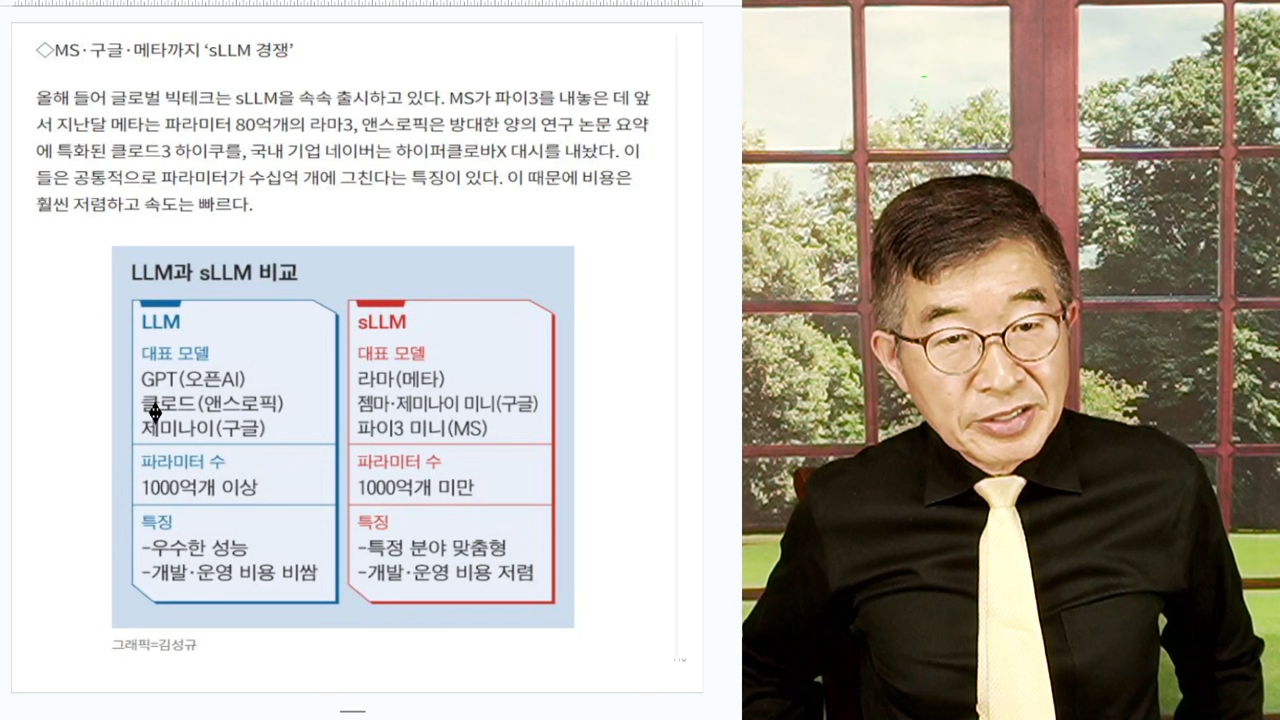 ◇MS·구글·메타까지 ‘sLLM 경쟁’
올해 들어 글로벌 빅테크는 sLLM을 속속 출시하고 있다. MS가 파이3를 내놓은 데 앞
서 지난달 메타는 파라미터 80억개의 라마3, 앤스로픽은 방대한 양의 연구 논문 요약
에 특화된 클로드3 하이쿠를, 국내 기업 네이버는 하이퍼클로바X 대시를 내놨다. 이
들은 공통적으로 파라미터가 수십억 개에 그친다는 특징이 있다. 이 때문에 비용은
훨씬 저렴하고 속도는 빠르다.
LLM과 sLLM 비교
LLM
대표 모델
GPT(오픈AI)
클로드(앤스로픽)
제미나이(구글)
파라미터 수
1000억개 이상
특징
-우수한 성능
-개발·운영 비용 비쌈
sLLM
대표 모델
라마(메타)
젬마·제미나이 미니(구글)
파이3 미니(MS)
파라미터 수
1000억개 미만
특징
-특정 분야 맞춤형
-개발·운영 비용 저렴
그래픽=김성규